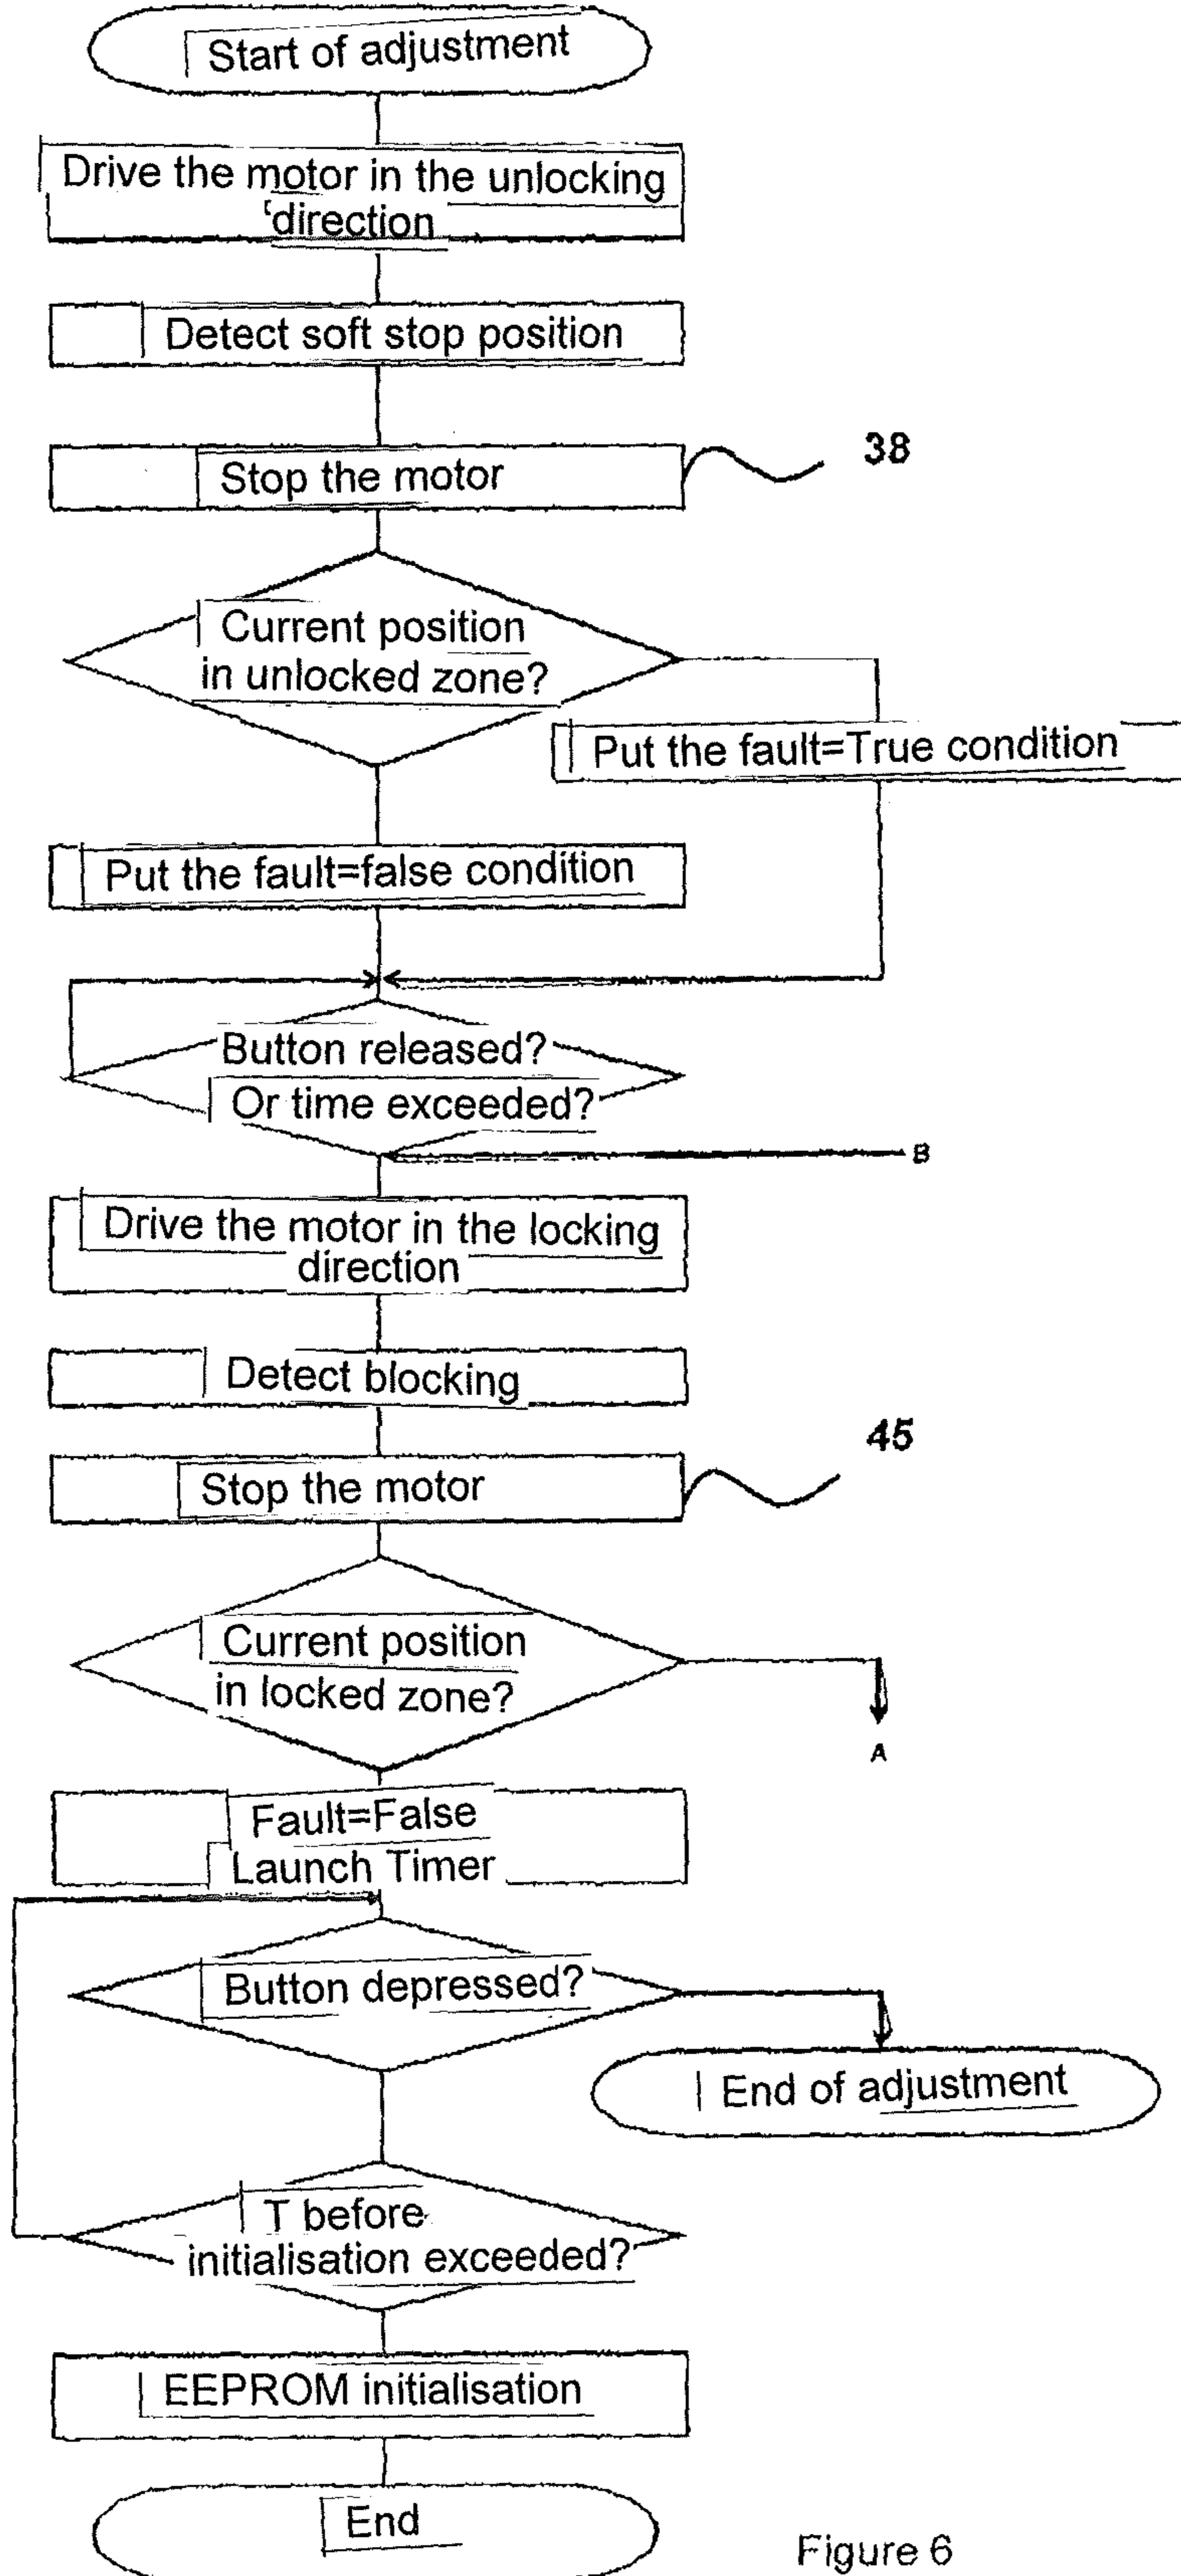 Start of adjustment
Drive the motor in the unlocking
direction
Detect soft stop position
Stop the motor
38
Current position
in unlocked zone?
Put the fault=True condition
Put the fault=false condition
Button released?
Or time exceeded?
B
Drive the motor in the locking
direction
Detect blocking
45
Stop the motor
Current position
in locked zone?
A
Fault=False
Launch Timer
Button depressed?
End of adjustment
T before
initialisation exceeded?
EEPROM initialisation
End
Figure 6